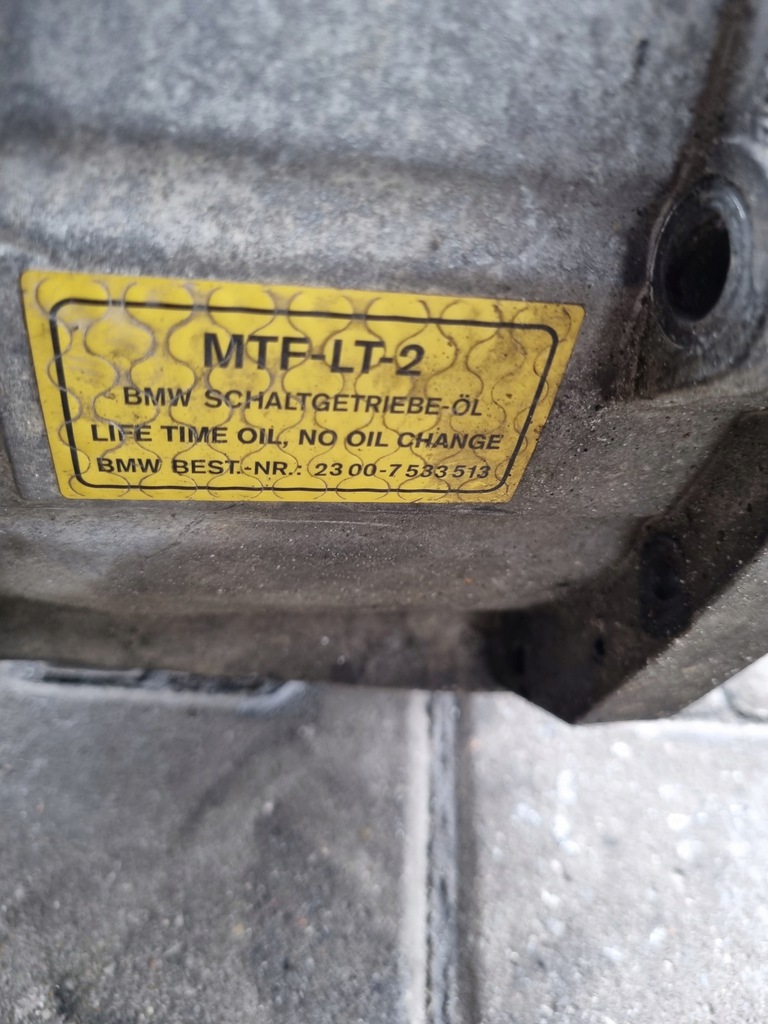 MTF-LT-2
BMW SCHALTGETRIEBE-ÖL
LIFE TIME OIL, NO OIL CHANGE
BMW BEST.-NR.: 23 00-7 533 513